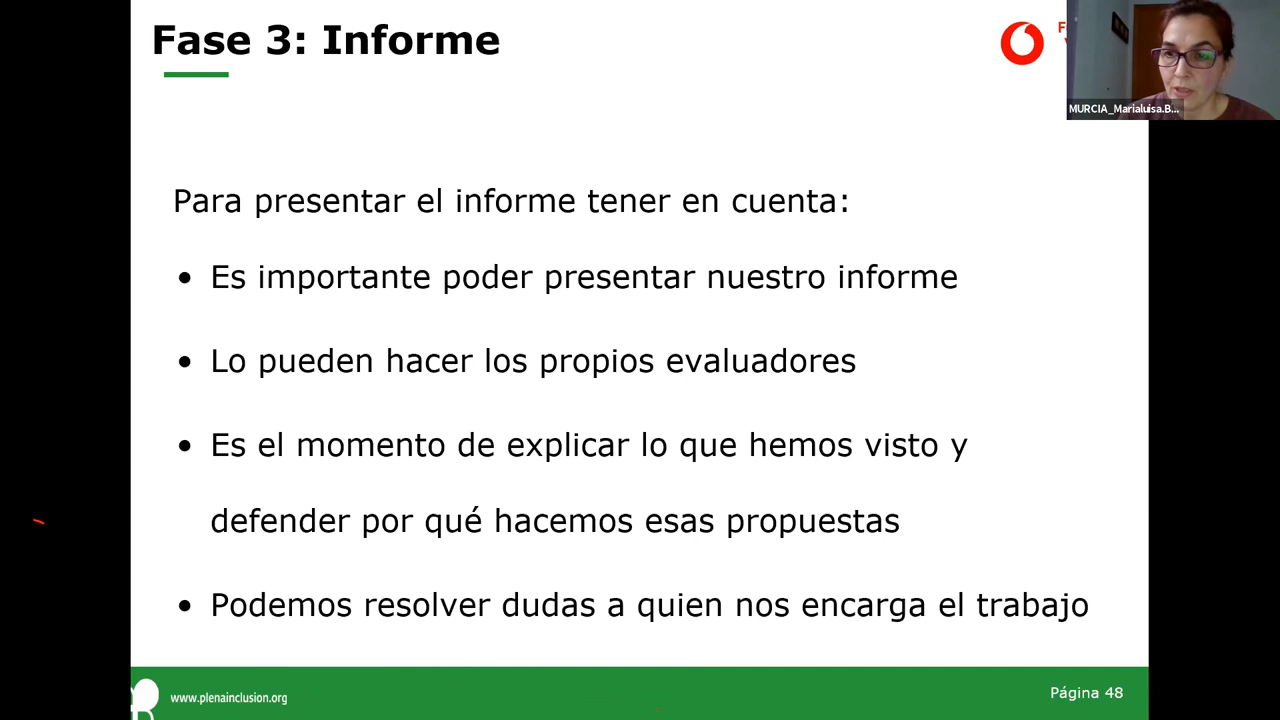 Fase 3: Informe
MURCIA_Marialuisa.B...
Para presentar el informe tener en cuenta:
• Es importante poder presentar nuestro informe
• Lo pueden hacer los propios evaluadores
• Es el momento de explicar lo que hemos visto y
defender por qué hacemos esas propuestas
• Podemos resolver dudas a quien nos encarga el trabajo
www.plenainclusion.org
Página 48